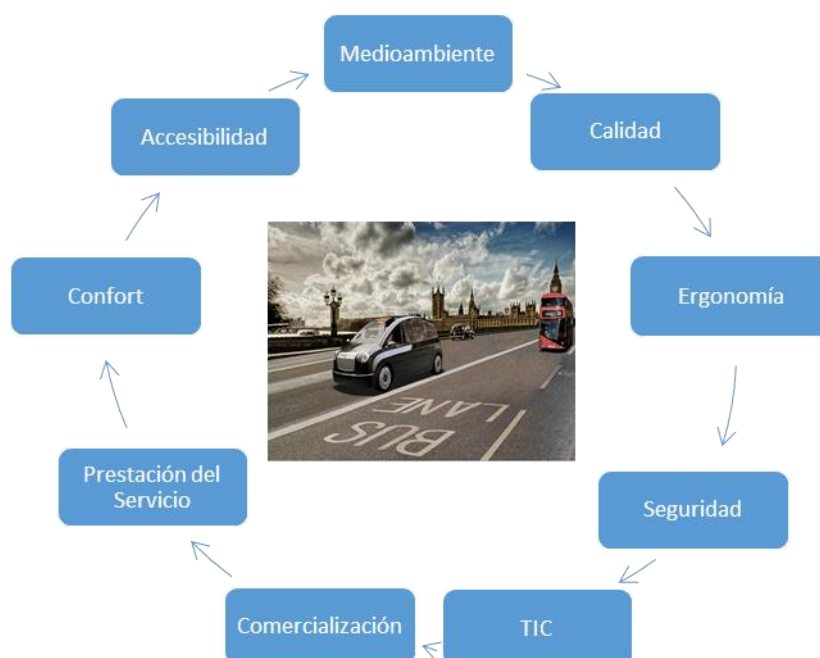 Medioambiente
Calidad
Ergonomía
Seguridad
TIC
Comercialización
Prestación del
Servicio
Confort
Accesibilidad
BUS
LANE